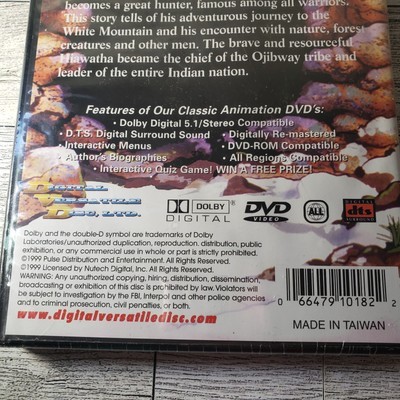 becomes a great hunter, famous among all warriors.
This story tells of his adventurous journey to the
White Mountain and his encounter with nature, forest
creatures and other men. The brave and resourceful
Hiawatha became the chief of the Ojibway tribe and
leader of the entire Indian nation.
Features of Our Classic Animation DVD's:
• Dolby Digital 5.1/Stereo Compatible
• D.T.S. Digital Surround Sound • Digitally Re-mastered
• Interactive Menus • DVD-ROM Compatible
• Author's Biographies • All Regions Compatible
• Interactive Quiz Game! WIN A FREE PRIZE!
DIGITAL
VERSATILE
DISC, LTD.
DOLBY
DIGITAL
DVD
VIDEO
ALL
DIGITAL
dts
SURROUND
Dolby and the double-D symbol are trademarks of Dolby
Laboratories/unauthorized duplication, reproduction, distribution, public
exhibition, or any commercial use in whole or part is strictly prohibited.
©1999 Pulse Distribution and Entertainment. All Rights Reserved.
©1999 Licensed by Nutech Digital, Inc. All Rights Reserved.
WARNING: Any unauthorized copying, hiring, distribution, dissemination,
broadcasting or exhibition of this disc is prohibited by law. Violators will
be subject to investigation by the FBI, Interpol and other police agencies
and to criminal prosecution, civil penalties, or both.
www.digitalversatiledisc.com
0 66479 10182 2
MADE IN TAIWAN